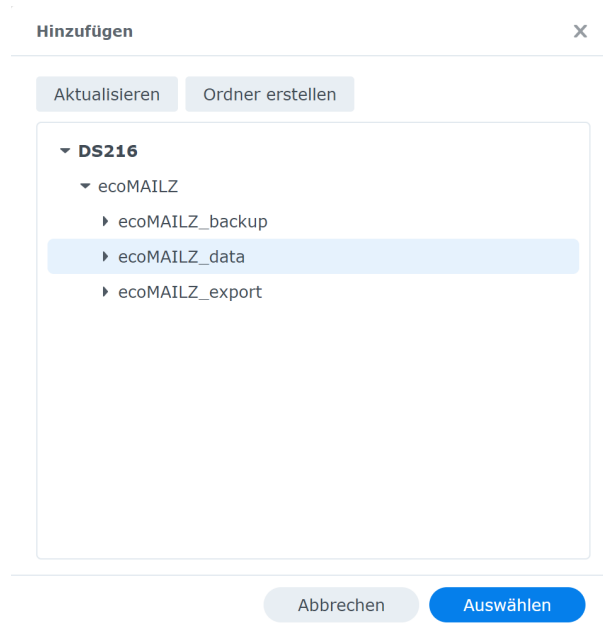 Hinzufügen
Aktualisieren Ordner erstellen
DS216
ecoMAILZ
ecoMAILZ_backup
ecoMAILZ_data
ecoMAILZ_export
Abbrechen Auswählen